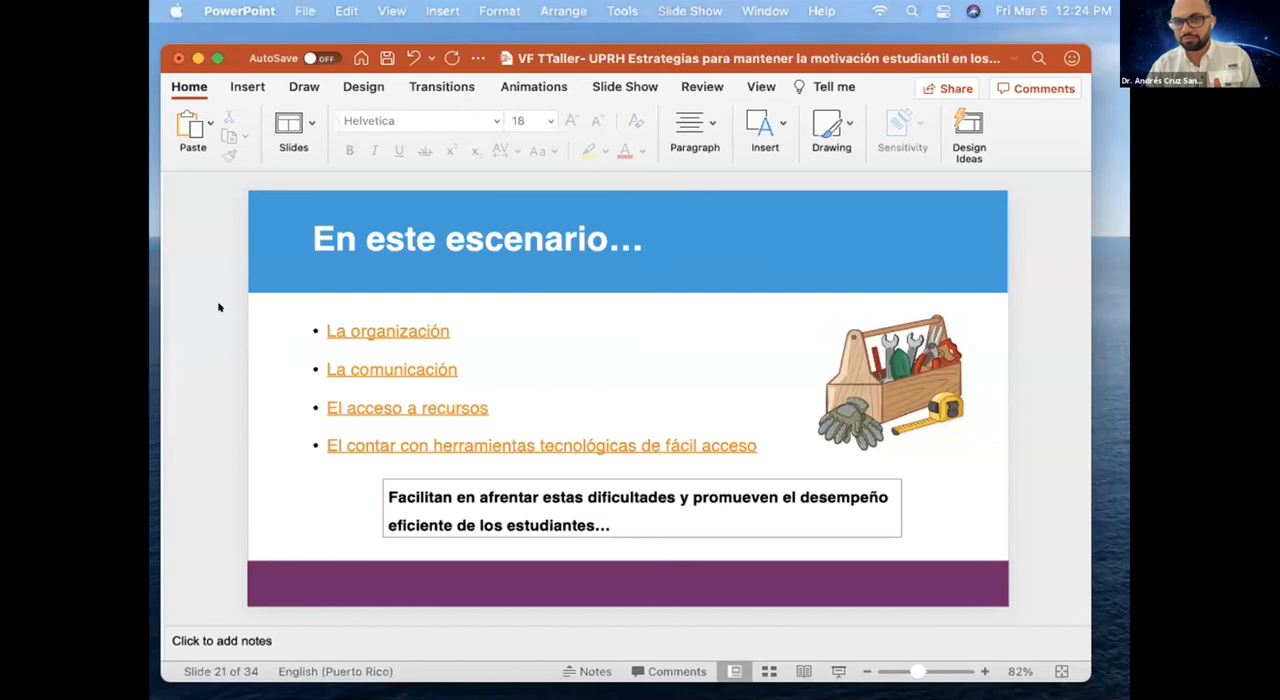 PowerPoint File Edit View Insert Format Arrange Tools Slide Show Window Help Fri Mar 5 12:24 PM
AutoSave OFF VF TTaller- UPRH Estrategias para mantener la motivación estudiantil en los...
Home Insert Draw Design Transitions Animations Slide Show Review View Tell me Share Comments
Helvetica 18
Paste Slides Paragraph Insert Drawing Sensitivity Design Ideas
Dr. Andrés Cruz San...
En este escenario...
• La organización
• La comunicación
• El acceso a recursos
• El contar con herramientas tecnológicas de fácil acceso
Facilitan en afrentar estas dificultades y promueven el desempeño
eficiente de los estudiantes...
Click to add notes
Slide 21 of 34 English (Puerto Rico) Notes Comments 82%